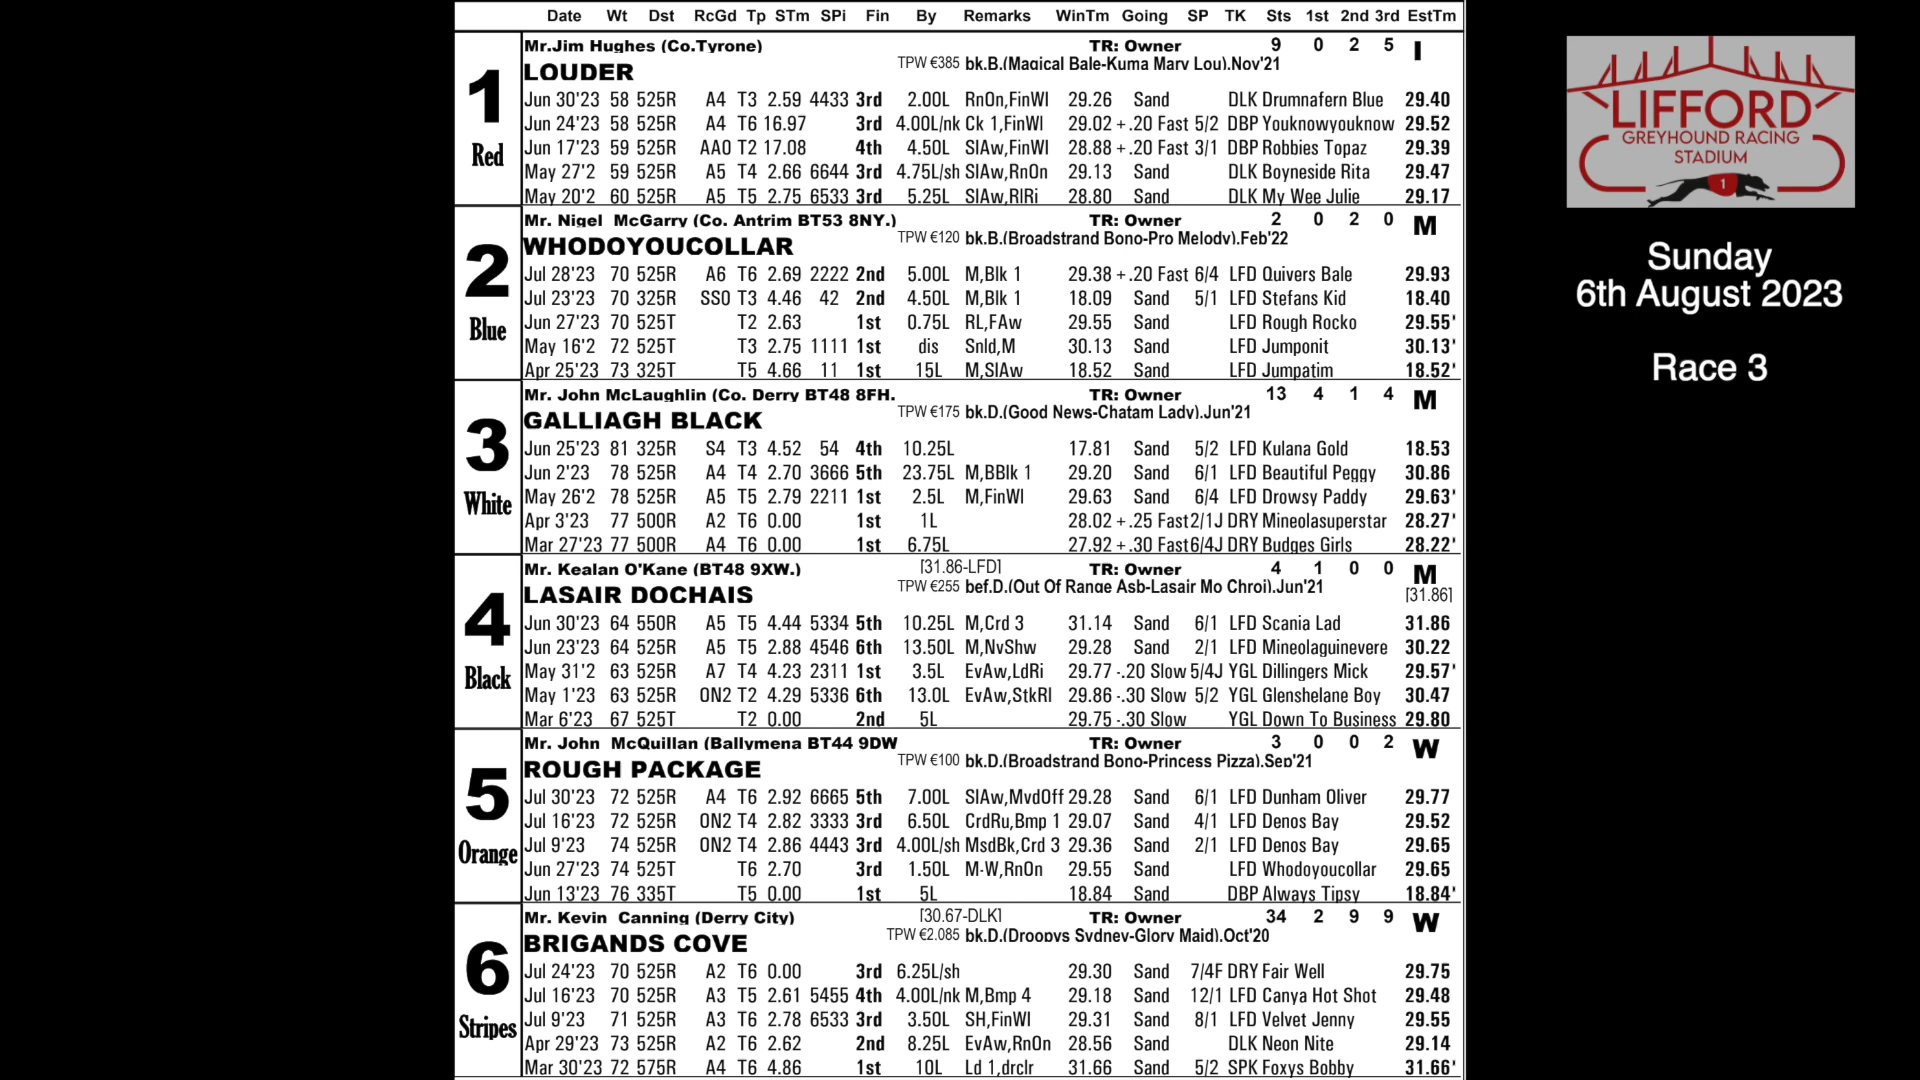 Date Wt Dst RcGd Tp STm SPi Fin By Remarks WinTm Going SP TK Sts 1st 2nd 3rd EstTm
1
Red
Mr.Jim Hughes (Co.Tyrone) TR: Owner 9 0 2 5 I
LOUDER TPW €385 bk.B.(Magical Bale-Kuma Mary Lou).Nov'21
Jun 30'23 58 525R A4 T3 2.59 4433 3rd 2.00L RnOn,FinWl 29.26 Sand DLK Drumnafern Blue 29.40
Jun 24'23 58 525R A4 T6 16.97 3rd 4.00L/nk Ck 1,FinWl 29.02 +.20 Fast 5/2 DBP Youknowyouknow 29.52
Jun 17'23 59 525R AA0 T2 17.08 4th 4.50L SlAw,FinWl 28.88 +.20 Fast 3/1 DBP Robbies Topaz 29.39
May 27'2 59 525R A5 T4 2.66 6644 3rd 4.75L/sh SlAw,RnOn 29.13 Sand DLK Boyneside Rita 29.47
May 20'2 60 525R A5 T5 2.75 6533 3rd 5.25L SlAw,RlRi 28.80 Sand DLK My Wee Julie 29.17
2
Blue
Mr. Nigel McGarry (Co. Antrim BT53 8NY.) TR: Owner 2 0 2 0 M
WHODOYOUCOLLAR TPW €120 bk.B.(Broadstrand Bono-Pro Melody).Feb'22
Jul 28'23 70 525R A6 T6 2.69 2222 2nd 5.00L M,Blk 1 29.38 +.20 Fast 6/4 LFD Quivers Bale 29.93
Jul 23'23 70 325R SS0 T3 4.46 42 2nd 4.50L M,Blk 1 18.09 Sand 5/1 LFD Stefans Kid 18.40
Jun 27'23 70 525T T2 2.63 1st 0.75L RL,FAw 29.55 Sand LFD Rough Rocko 29.55'
May 16'2 72 525T T3 2.75 1111 1st dis Snld,M 30.13 Sand LFD Jumponit 30.13'
Apr 25'23 73 325T T5 4.66 11 1st 15L M,SlAw 18.52 Sand LFD Jumpatim 18.52'
3
White
Mr. John McLaughlin (Co. Derry BT48 8FH. TR: Owner 13 4 1 4 M
GALLIAGH BLACK TPW €175 bk.D.(Good News-Chatam Lady).Jun'21
Jun 25'23 81 325R S4 T3 4.52 54 4th 10.25L 17.81 Sand 5/2 LFD Kulana Gold 18.53
Jun 2'23 78 525R A4 T4 2.70 3666 5th 23.75L M,BBlk 1 29.20 Sand 6/1 LFD Beautiful Peggy 30.86
May 26'2 78 525R A5 T5 2.79 2211 1st 2.5L M,FinWl 29.63 Sand 6/4 LFD Drowsy Paddy 29.63'
Apr 3'23 77 500R A2 T6 0.00 1st 1L 28.02 +.25 Fast 2/1J DRY Mineolasuperstar 28.27'
Mar 27'23 77 500R A4 T6 0.00 1st 6.75L 27.92 +.30 Fast 6/4J DRY Budges Girls 28.22'
4
Black
Mr. Kealan O'Kane (BT48 9XW.) [31.86-LFD] TR: Owner 4 1 0 0 M
LASAIR DOCHAIS TPW €255 bef.D.(Out Of Range Asb-Lasair Mo Chroi).Jun'21 [31.86]
Jun 30'23 64 550R A5 T5 4.44 5334 5th 10.25L M,Crd 3 31.14 Sand 6/1 LFD Scania Lad 31.86
Jun 23'23 64 525R A5 T5 2.88 4546 6th 13.50L M,NvShw 29.28 Sand 2/1 LFD Mineolaguinevere 30.22
May 31'2 63 525R A7 T4 4.23 2311 1st 3.5L EvAw,LdRi 29.77 -.20 Slow 5/4J YGL Dillingers Mick 29.57'
May 1'23 63 525R ON2 T2 4.29 5336 6th 13.0L EvAw,StkRl 29.86 -.30 Slow 5/2 YGL Glenshelane Boy 30.47
Mar 6'23 67 525T T2 0.00 2nd 5L 29.75 -.30 Slow YGL Down To Business 29.80
5
Orange
Mr. John McQuillan (Ballymena BT44 9DW TR: Owner 3 0 0 2 W
ROUGH PACKAGE TPW €100 bk.D.(Broadstrand Bono-Princess Pizza).Sep'21
Jul 30'23 72 525R A4 T6 2.92 6665 5th 7.00L SlAw,MvdOff 29.28 Sand 6/1 LFD Dunham Oliver 29.77
Jul 16'23 72 525R ON2 T4 2.82 3333 3rd 6.50L CrdRu,Bmp 1 29.07 Sand 4/1 LFD Denos Bay 29.52
Jul 9'23 74 525R ON2 T4 2.86 4443 3rd 4.00L/sh MsdBk,Crd 3 29.36 Sand 2/1 LFD Denos Bay 29.65
Jun 27'23 74 525T T6 2.70 3rd 1.50L M-W,RnOn 29.55 Sand LFD Whodoyoucollar 29.65
Jun 13'23 76 335T T5 0.00 1st 5L 18.84 Sand DBP Always Tipsy 18.84'
6
Stripes
Mr. Kevin Canning (Derry City) [30.67-DLK] TR: Owner 34 2 9 9 W
BRIGANDS COVE TPW €2,085 bk.D.(Droopys Sydney-Glory Maid).Oct'20
Jul 24'23 70 525R A2 T6 0.00 3rd 6.25L/sh 29.30 Sand 7/4F DRY Fair Well 29.75
Jul 16'23 70 525R A3 T5 2.61 5455 4th 4.00L/nk M,Bmp 4 29.18 Sand 12/1 LFD Canya Hot Shot 29.48
Jul 9'23 71 525R A3 T6 2.78 6533 3rd 3.50L SH,FinWl 29.31 Sand 8/1 LFD Velvet Jenny 29.55
Apr 29'23 73 525R A2 T6 2.62 2nd 8.25L EvAw,RnOn 28.56 Sand DLK Neon Nite 29.14
Mar 30'23 72 575R A4 T6 4.86 1st 10L Ld 1,drclr 31.66 Sand 5/2 SPK Foxys Bobby 31.66'
LIFFORD
GREYHOUND RACING
STADIUM
1
Sunday
6th August 2023
Race 3